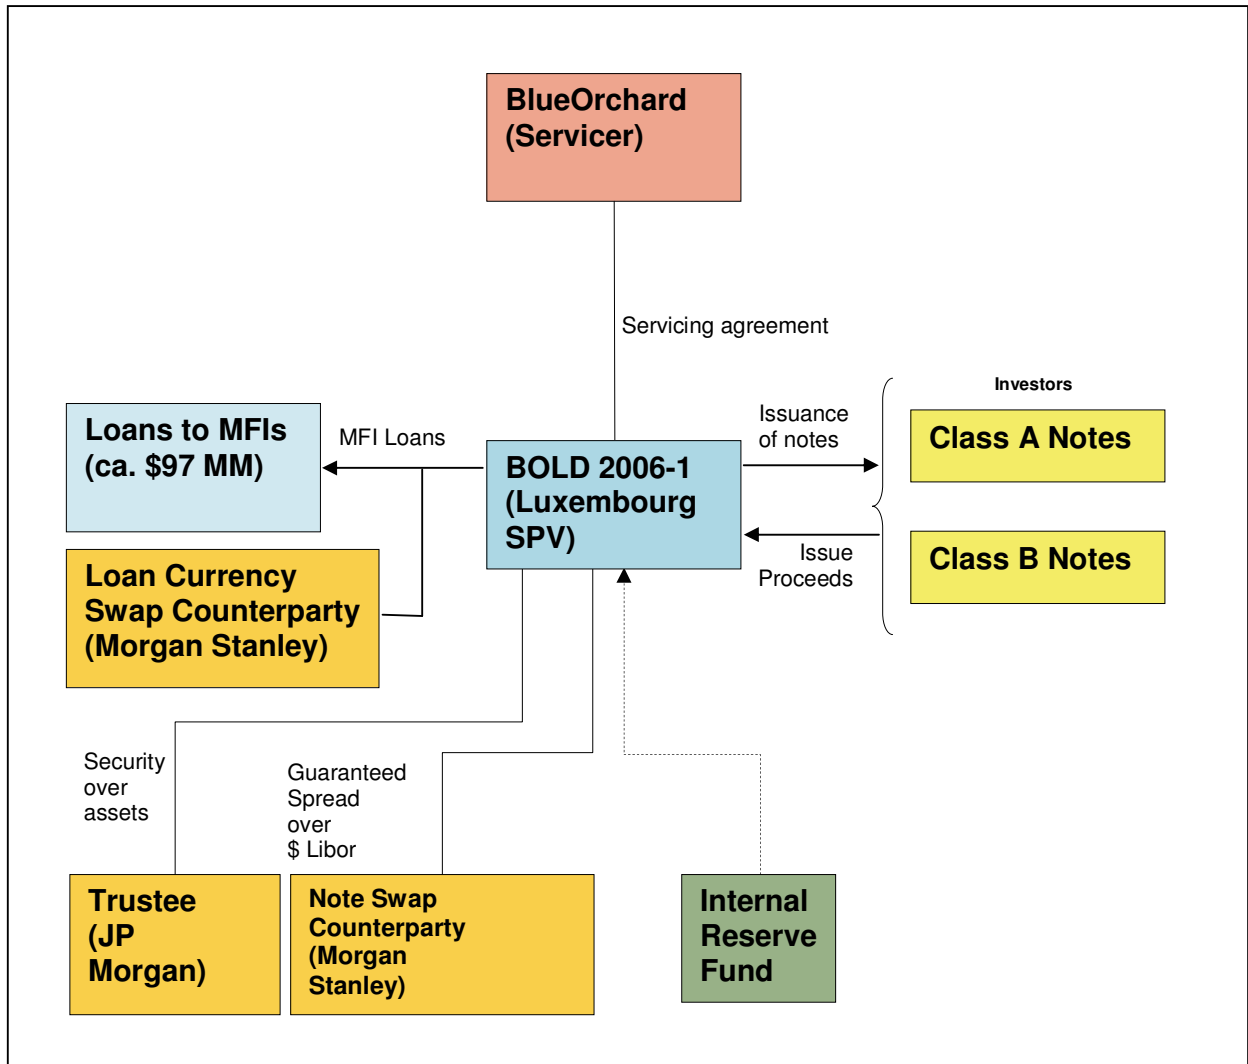 BlueOrchard
(Servicer)
Servicing agreement
Investors
Loans to MFIs
(ca. $97 MM)
MFI Loans
BOLD 2006-1
(Luxembourg
SPV)
Issuance
of notes
Class A Notes
Issue
Proceeds
Class B Notes
Loan Currency
Swap Counterparty
(Morgan Stanley)
Security
over
assets
Guaranteed
Spread
over
$ Libor
Trustee
(JP
Morgan)
Note Swap
Counterparty
(Morgan
Stanley)
Internal
Reserve
Fund